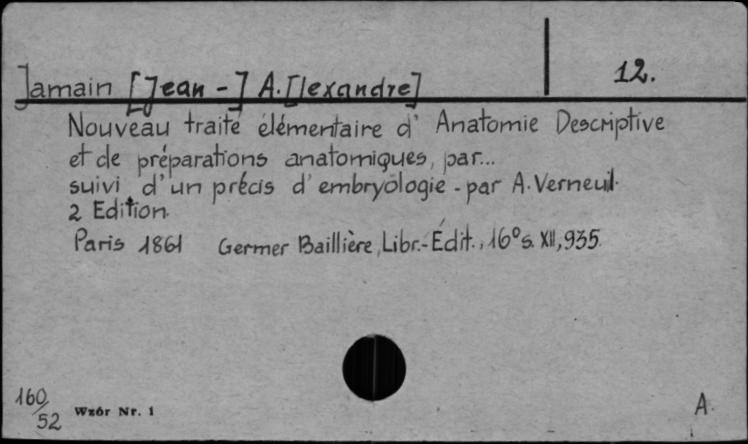 Jamain [Jean-] A.[lexandre]
12.
Nouveau traité élémentaire d' Anatomie Descriptive
et de préparations anatomiques, par...
suivi d'un précis d'embryologie - par A. Verneuil.
2 Edition.
Paris 1861 Germer Baillière, Libr.-Édit., 16° s. XII, 935.
160/52
Wzór Nr. 1
A.